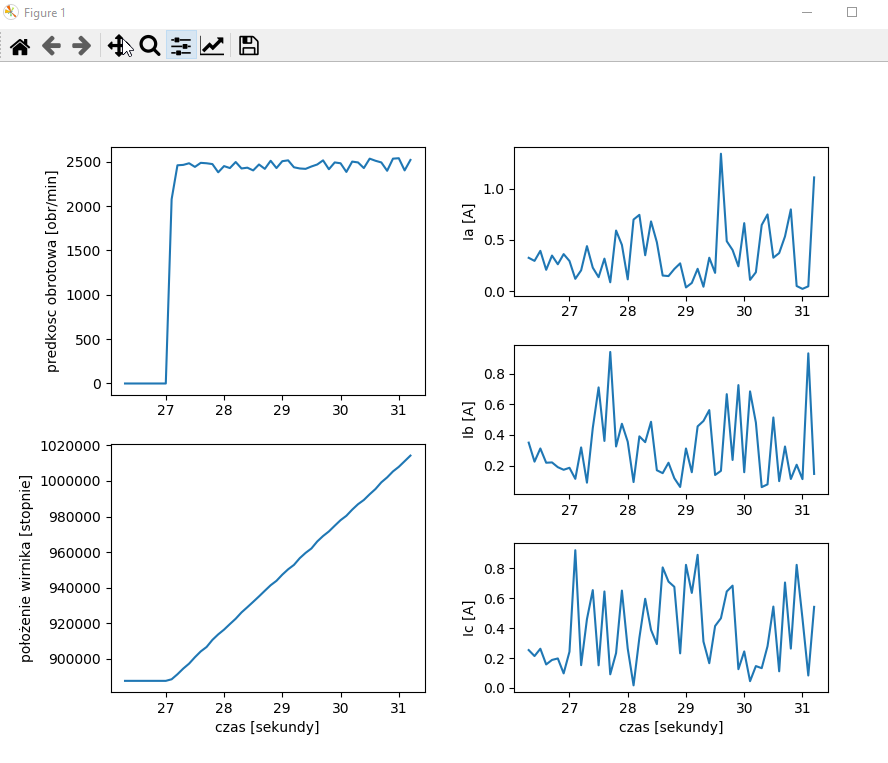 Figure 1
predkosc obrotowa [obr/min]
2500
2000
1500
1000
500
0
27 28 29 30 31
położenie wirnika [stopnie]
1020000
1000000
980000
960000
940000
920000
900000
27 28 29 30 31
czas [sekundy]
Ia [A]
1.0
0.5
0.0
27 28 29 30 31
Ib [A]
0.8
0.6
0.4
0.2
27 28 29 30 31
Ic [A]
0.8
0.6
0.4
0.2
0.0
27 28 29 30 31
czas [sekundy]